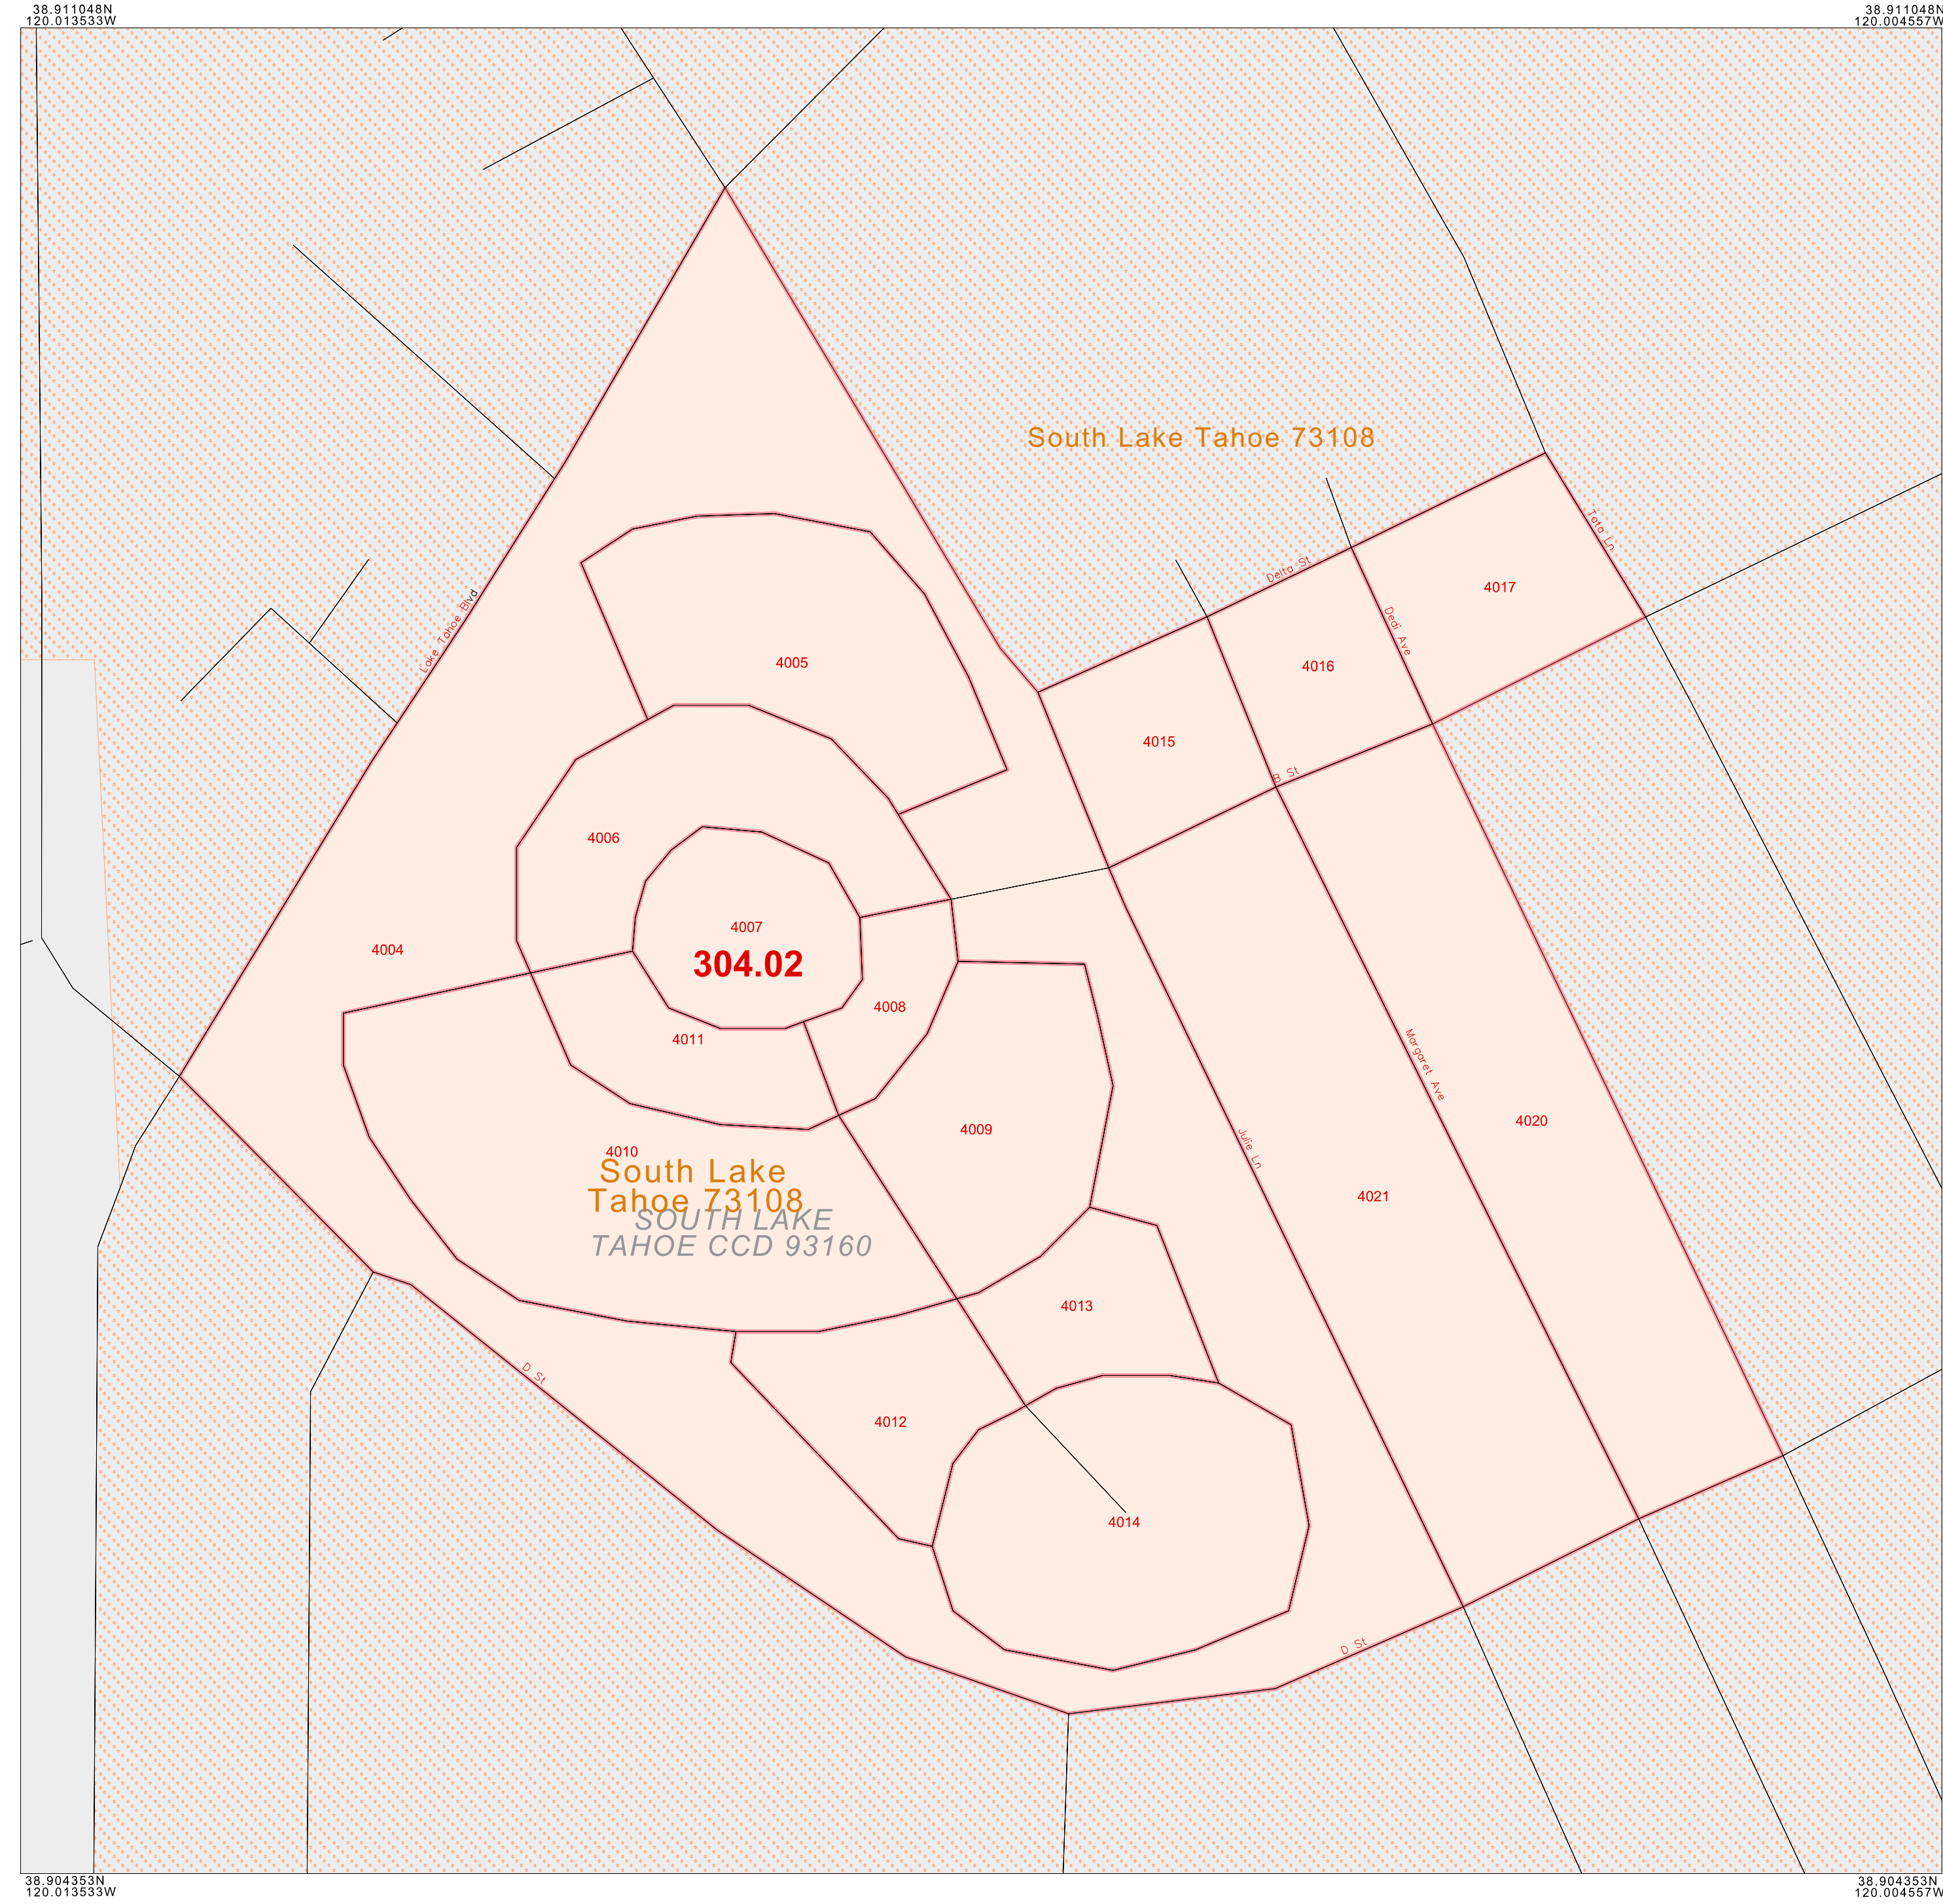 38.911048N
120.013533W
38.911048N
120.004557W
South Lake Tahoe 73108
Tata Ln
Delta St
4017
Lake Tahoe Blvd
Dedi Ave
4005
4016
4015
B St
4006
4007
4004
304.02
4008
4011
Margaret Ave
4009
4020
Julie Ln
4010
South Lake
Tahoe 73108
SOUTH LAKE
TAHOE CCD 93160
4021
4013
D St
4012
4014
D St
38.904353N
120.013533W
38.904353N
120.004557W